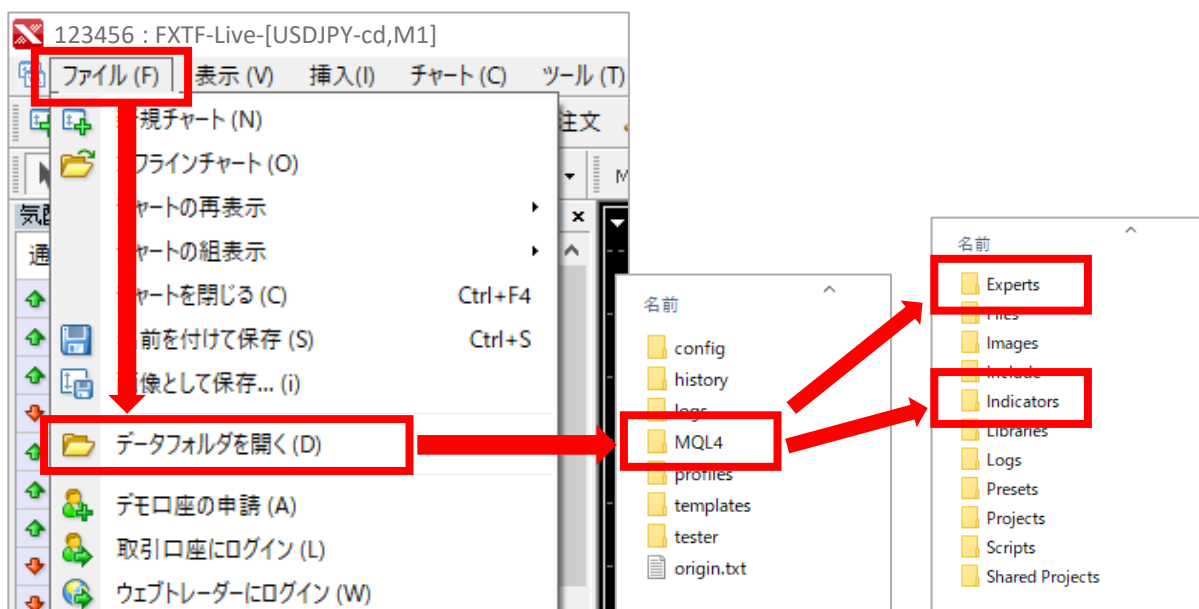 123456 : FXTF-Live-[USDJPY-cd,M1]
ファイル (F) 表示 (V) 挿入(I) チャート (C) ツール (T)
規チャート (N) 注文
フラインチャート (O) M
気配 ャートの再表示
通 ャートの組表示
ャートを閉じる (C) Ctrl+F4
前を付けて保存 (S) Ctrl+S
像として保存... (i)
データフォルダを開く (D)
デモ口座の申請 (A)
取引口座にログイン (L)
ウェブトレーダーにログイン (W)
名前
config
history
logs
MQL4
profiles
templates
tester
origin.txt
名前
Experts
Files
Images
Include
Indicators
Libraries
Logs
Presets
Projects
Scripts
Shared Projects